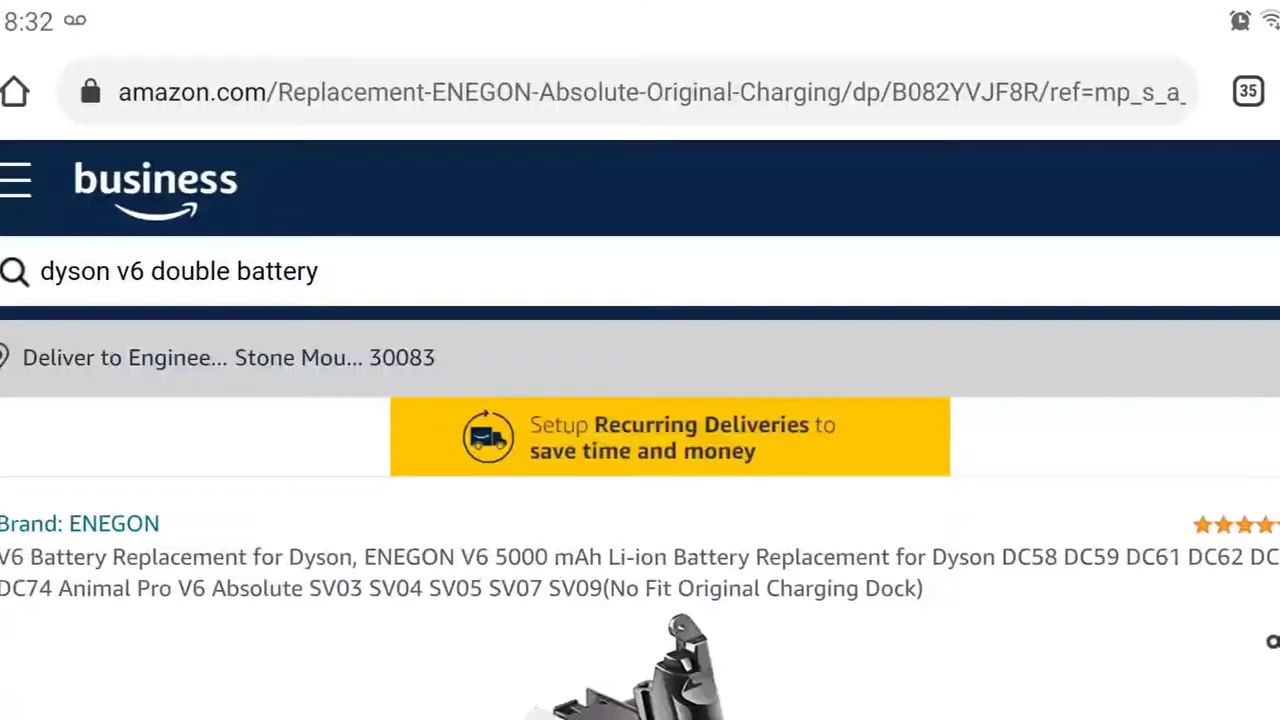 8:32
amazon.com/Replacement-ENEGON-Absolute-Original-Charging/dp/B082YVJF8R/ref=mp_s_a_
35
business
dyson v6 double battery
Deliver to Enginee... Stone Mou... 30083
Setup Recurring Deliveries to
save time and money
Brand: ENEGON
V6 Battery Replacement for Dyson, ENEGON V6 5000 mAh Li-ion Battery Replacement for Dyson DC58 DC59 DC61 DC62 DC
DC74 Animal Pro V6 Absolute SV03 SV04 SV05 SV07 SV09(No Fit Original Charging Dock)